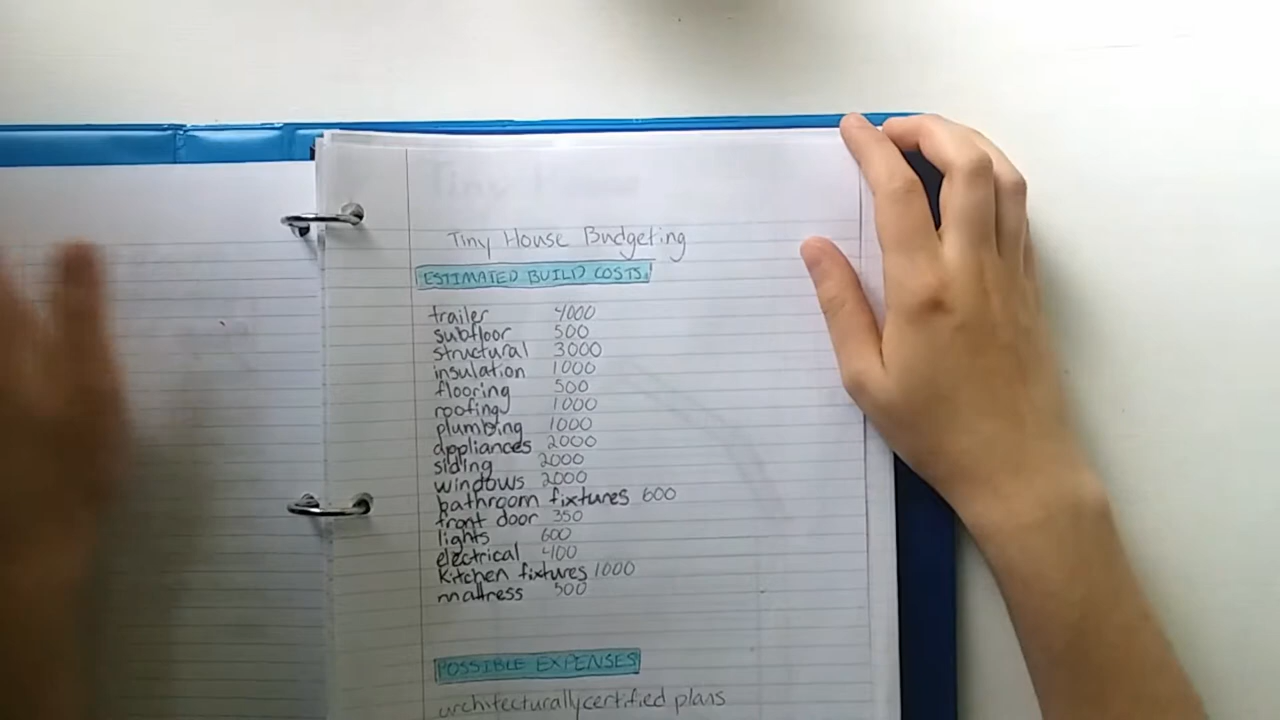 Tiny House Budgeting
ESTIMATED BUILD COSTS.
trailer 4000
subfloor 500
structural 3000
insulation 1000
flooring 500
roofing 1000
plumbing 1000
appliances 2000
siding 2000
windows 2000
bathroom fixtures 600
front door 350
lights 600
electrical 400
kitchen fixtures 1000
mattress 500
POSSIBLE EXPENSES
architecturally certified plans